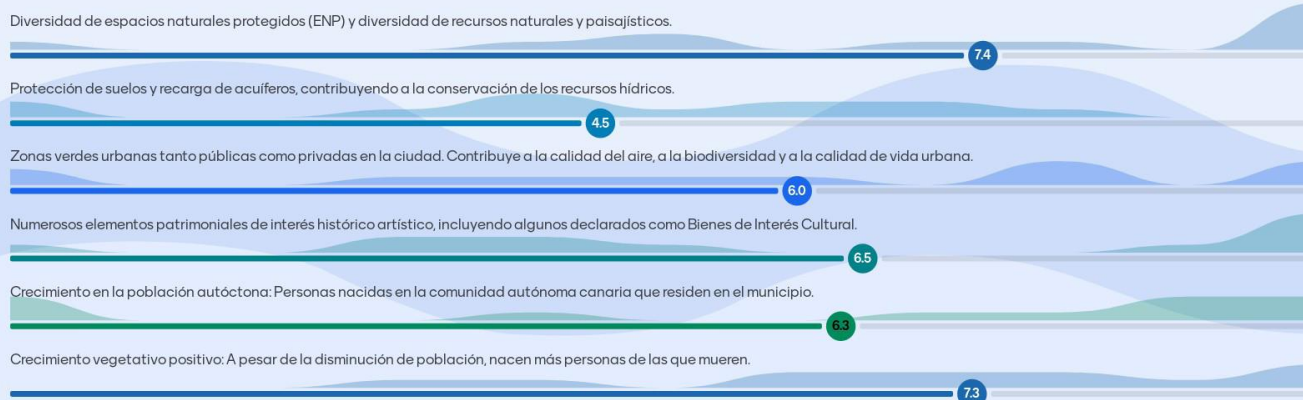 Diversidad de espacios naturales protegidos (ENP) y diversidad de recursos naturales y paisajísticos.
7.4
Protección de suelos y recarga de acuíferos, contribuyendo a la conservación de los recursos hídricos.
4.5
Zonas verdes urbanas tanto públicas como privadas en la ciudad. Contribuye a la calidad del aire, a la biodiversidad y a la calidad de vida urbana.
6.0
Numerosos elementos patrimoniales de interés histórico artístico, incluyendo algunos declarados como Bienes de Interés Cultural.
6.5
Crecimiento en la población autóctona: Personas nacidas en la comunidad autónoma canaria que residen en el municipio.
6.3
Crecimiento vegetativo positivo: A pesar de la disminución de población, nacen más personas de las que mueren.
7.3